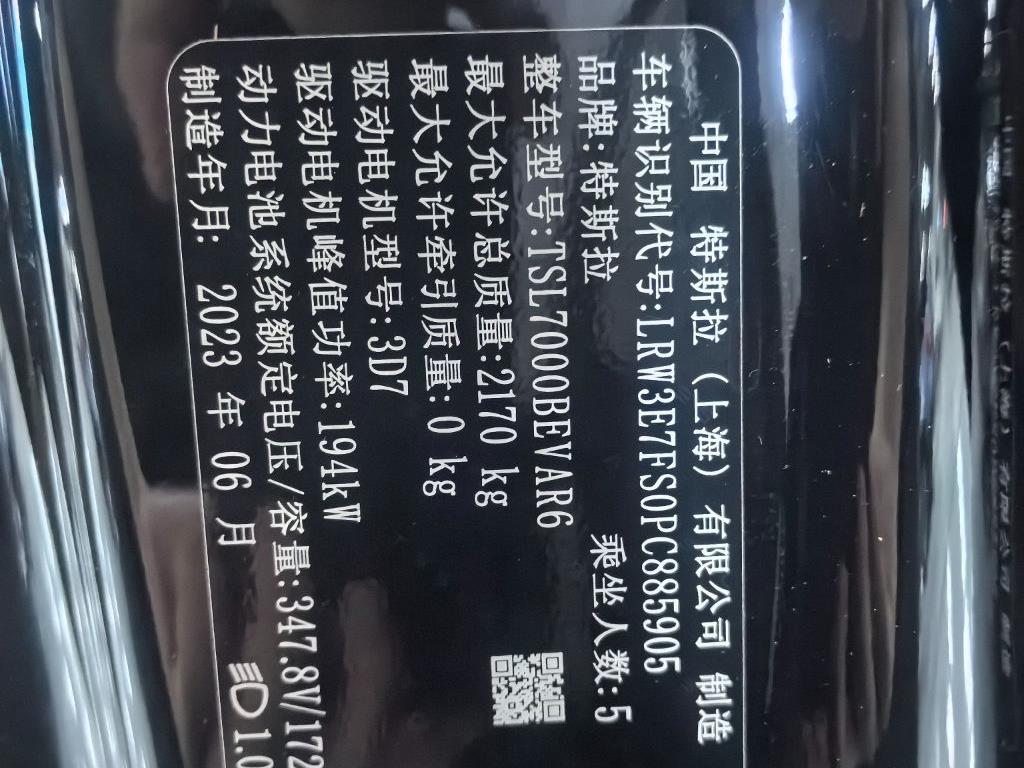 中国 特斯拉(上海)有限公司 制造
车辆识别代号:LRW3E7FS0PC885905
品牌:特斯拉 乘坐人数:5
整车型号:TSL7000BEVAR6
最大允许总质量:2170 kg
最大允许牵引质量:0 kg
驱动电机型号:3D7
驱动电机峰值功率:194kW
动力电池系统额定电压/容量:347.8V/172
制造年月: 2023 年 06 月 1.0